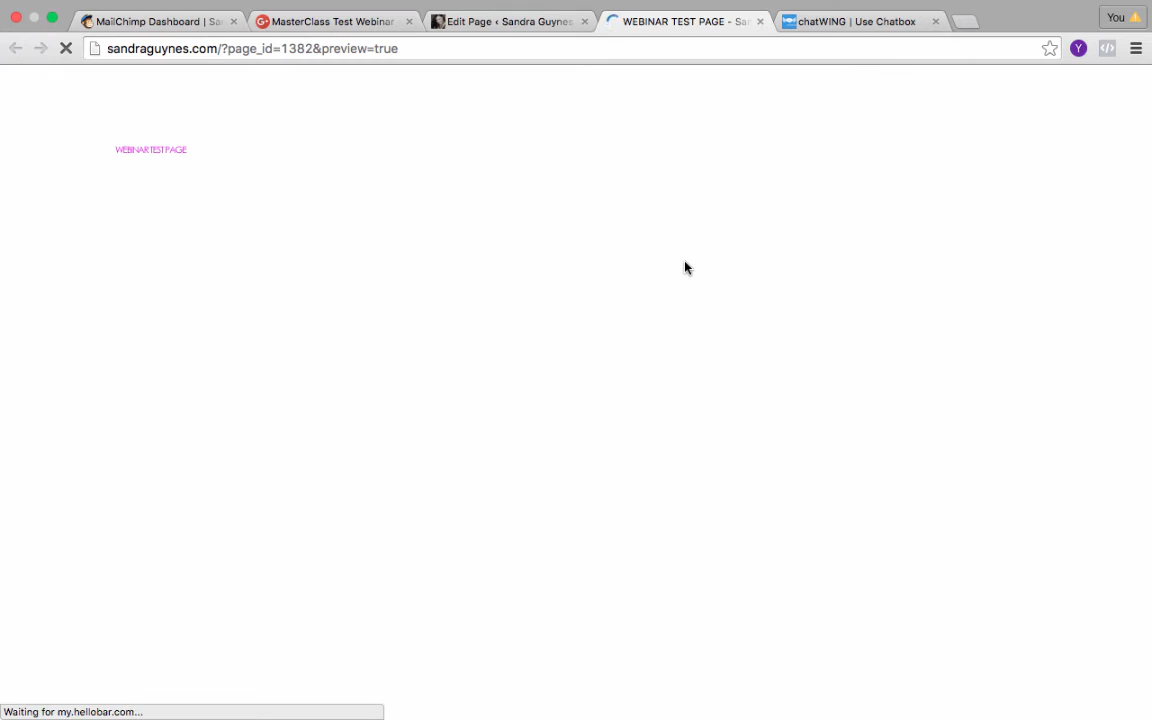 MailChimp Dashboard | Sa
MasterClass Test Webinar
Edit Page ‹ Sandra Guynes
WEBINAR TEST PAGE - Sa
chatWING | Use Chatbox
You
sandraguynes.com/?page_id=1382&preview=true
Y
WEBINAR TEST PAGE
Waiting for my.hellobar.com...